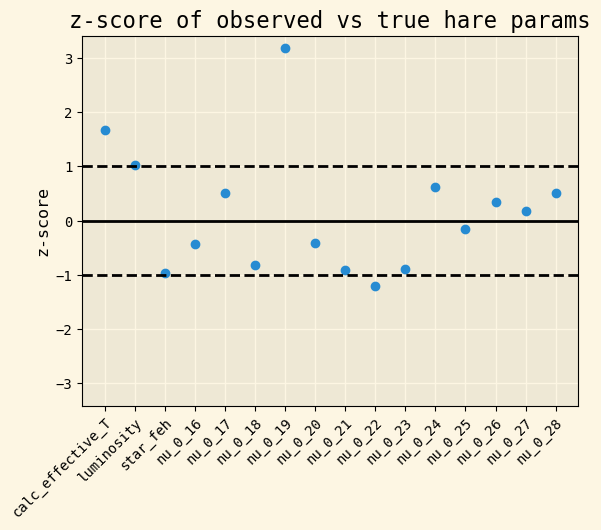 z-score of observed vs true hare params
z-score
3
2
1
0
−1
−2
−3
calc_effective_T
luminosity
star_feh
nu_0_16
nu_0_17
nu_0_18
nu_0_19
nu_0_20
nu_0_21
nu_0_22
nu_0_23
nu_0_24
nu_0_25
nu_0_26
nu_0_27
nu_0_28